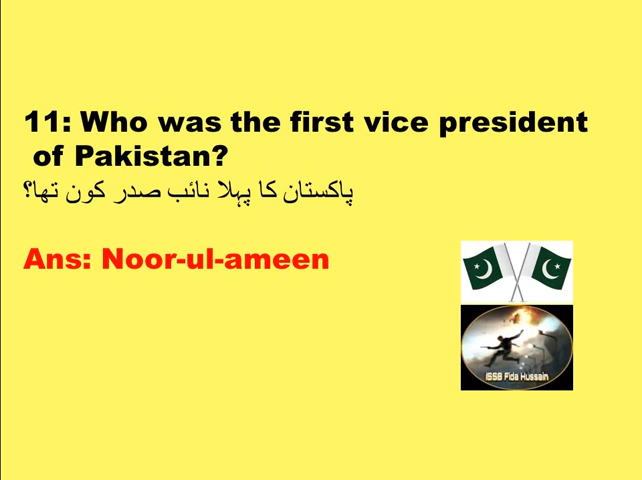 11: Who was the first vice president
of Pakistan?
پاکستان کا پہلا نائب صدر کون تھا؟
Ans: Noor-ul-ameen
ISSB Fida Hussain